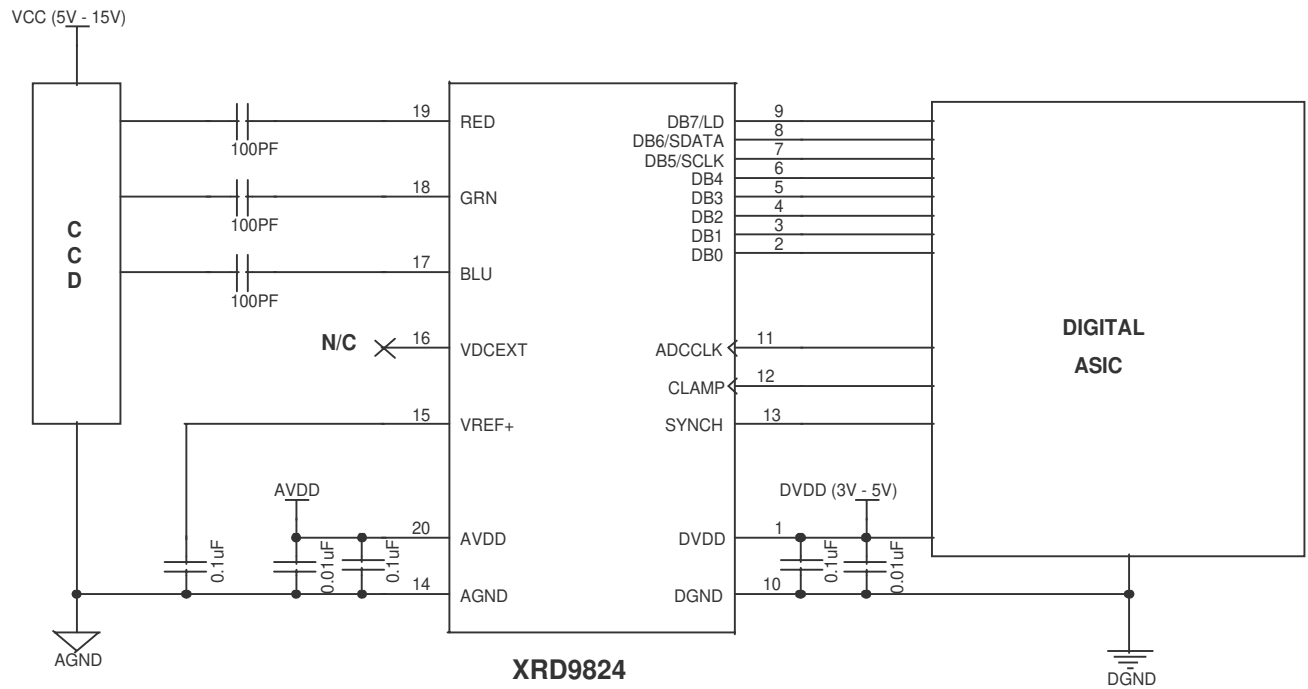 VCC (5V - 15V)
C
C
D
100PF
100PF
100PF
19 RED
18 GRN
17 BLU
N/C 16 VDCEXT
15 VREF+
AVDD
20 AVDD
0.1uF
0.01uF
0.1uF
14 AGND
AGND
DB7/LD 9
DB6/SDATA 8
DB5/SCLK 7
DB4 6
DB3 5
DB2 4
DB1 3
DB0 2
ADCCLK 11
CLAMP 12
SYNCH 13
DVDD (3V - 5V)
DVDD 1
0.1uF
0.01uF
DGND 10
DIGITAL
ASIC
DGND
XRD9824